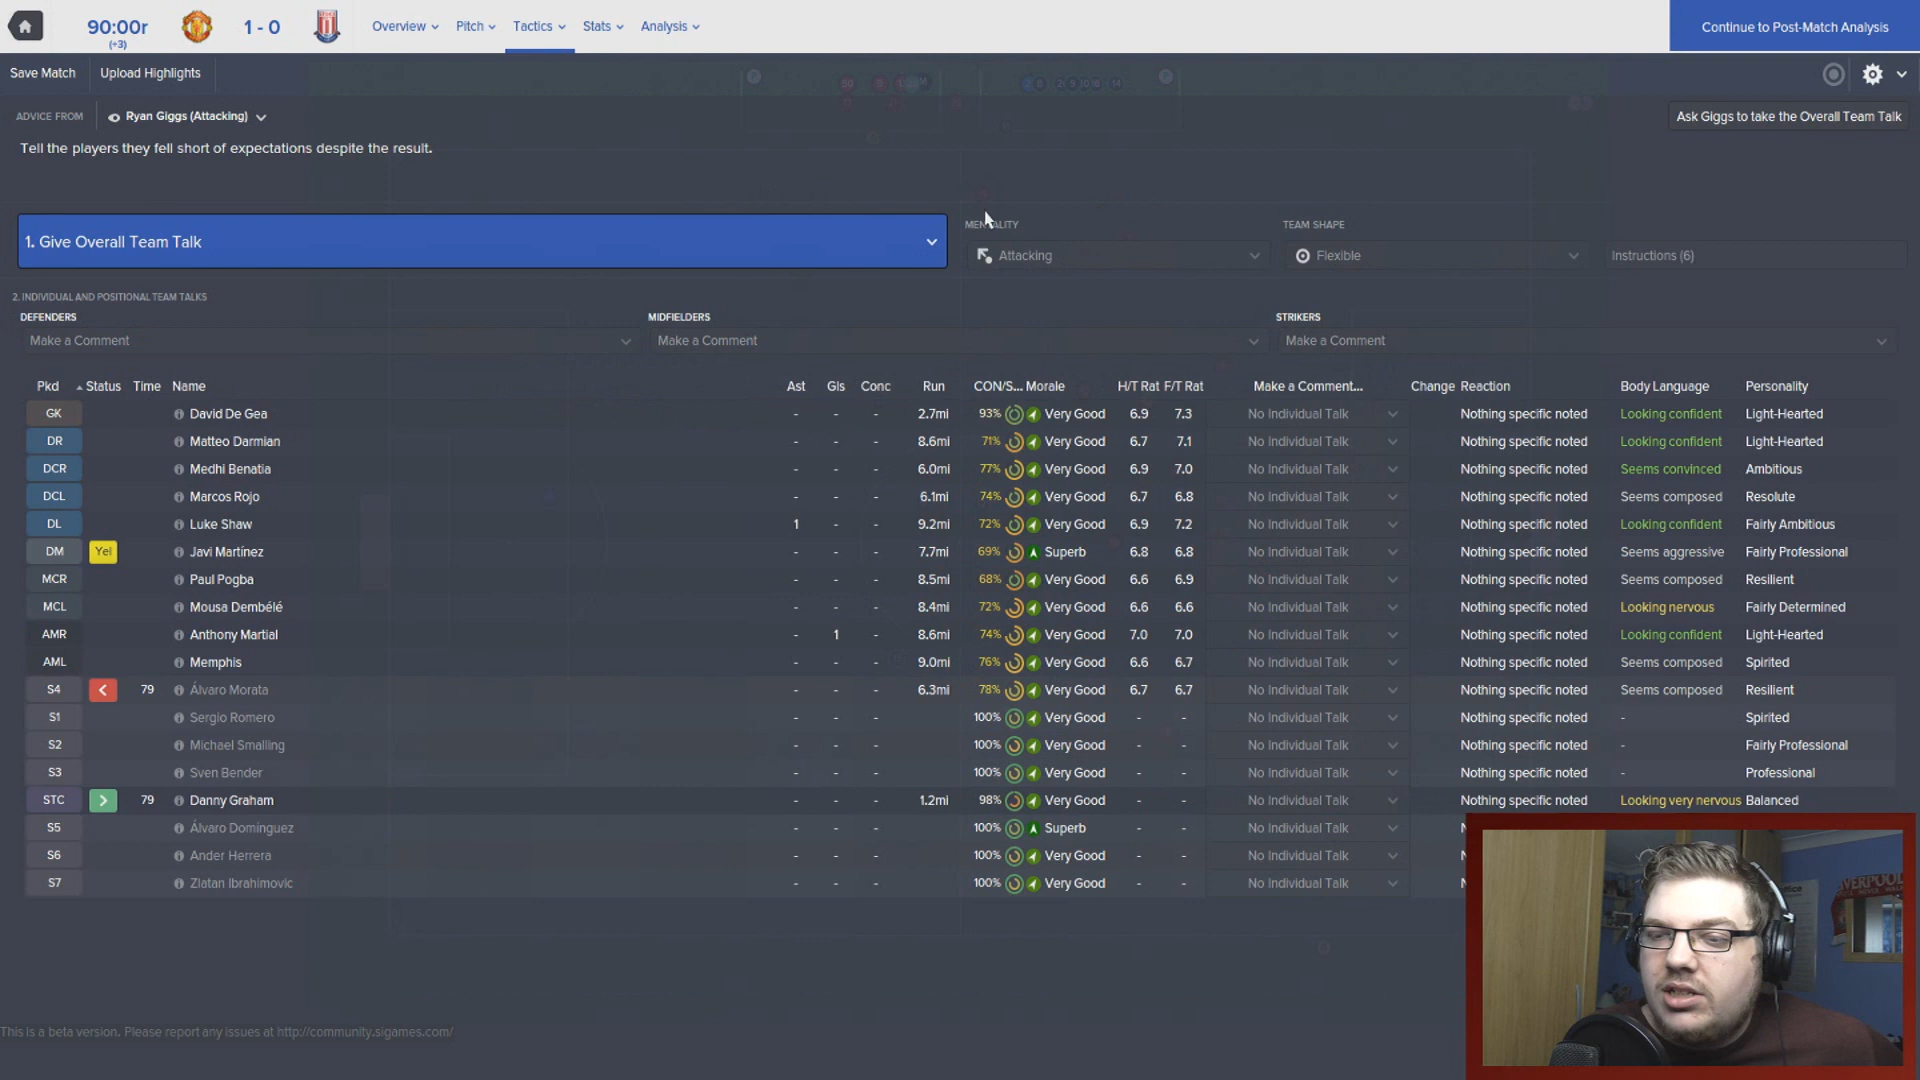 90:00r
(+3)
1 - 0
Overview
Pitch
Tactics
Stats
Analysis
Continue to Post-Match Analysis
Save Match
Upload Highlights
ADVICE FROM
Ryan Giggs (Attacking)
Ask Giggs to take the Overall Team Talk
Tell the players they fell short of expectations despite the result.
1. Give Overall Team Talk
TEAM SHAPE
Attacking
Flexible
Instructions (6)
2. INDIVIDUAL AND POSITIONAL TEAM TALKS
DEFENDERS
MIDFIELDERS
STRIKERS
Make a Comment
Make a Comment
Make a Comment
Pkd Status Time Name Ast Gls Conc Run CON/S... Morale H/T Rat F/T Rat Make a Comment... Change Reaction Body Language Personality
GK David De Gea - - - 2.7mi 93% Very Good 6.9 7.3 No Individual Talk Nothing specific noted Looking confident Light-Hearted
DR Matteo Darmian - - - 8.6mi 71% Very Good 6.7 7.1 No Individual Talk Nothing specific noted Looking confident Light-Hearted
DCR Medhi Benatia - - - 6.0mi 77% Very Good 6.9 7.0 No Individual Talk Nothing specific noted Seems convinced Ambitious
DCL Marcos Rojo - - - 6.1mi 74% Very Good 6.7 6.8 No Individual Talk Nothing specific noted Seems composed Resolute
DL Luke Shaw 1 - - 9.2mi 72% Very Good 6.9 7.2 No Individual Talk Nothing specific noted Looking confident Fairly Ambitious
DM Yel Javi Martínez - - - 7.7mi 69% Superb 6.8 6.8 No Individual Talk Nothing specific noted Seems aggressive Fairly Professional
MCR Paul Pogba - - - 8.5mi 68% Very Good 6.6 6.9 No Individual Talk Nothing specific noted Seems composed Resilient
MCL Mousa Dembélé - - - 8.4mi 72% Very Good 6.6 6.6 No Individual Talk Nothing specific noted Looking nervous Fairly Determined
AMR Anthony Martial - 1 - 8.6mi 74% Very Good 7.0 7.0 No Individual Talk Nothing specific noted Looking confident Light-Hearted
AML Memphis - - - 9.0mi 76% Very Good 6.6 6.7 No Individual Talk Nothing specific noted Seems composed Spirited
S4 79 Álvaro Morata - - - 6.3mi 78% Very Good 6.7 6.7 No Individual Talk Nothing specific noted Seems composed Resilient
S1 Sergio Romero - - - 100% Very Good - - No Individual Talk Nothing specific noted - Spirited
S2 Michael Smalling - - - 100% Very Good - - No Individual Talk Nothing specific noted - Fairly Professional
S3 Sven Bender - - - 100% Very Good - - No Individual Talk Nothing specific noted - Professional
STC 79 Danny Graham - - - 1.2mi 98% Very Good - - No Individual Talk Nothing specific noted Looking very nervous Balanced
S5 Álvaro Domínguez - - - 100% Superb - - No Individual Talk
S6 Ander Herrera - - - 100% Very Good - - No Individual Talk
S7 Zlatan Ibrahimovic - - - 100% Very Good - - No Individual Talk
This is a beta version. Please report any issues at http://community.sigames.com/